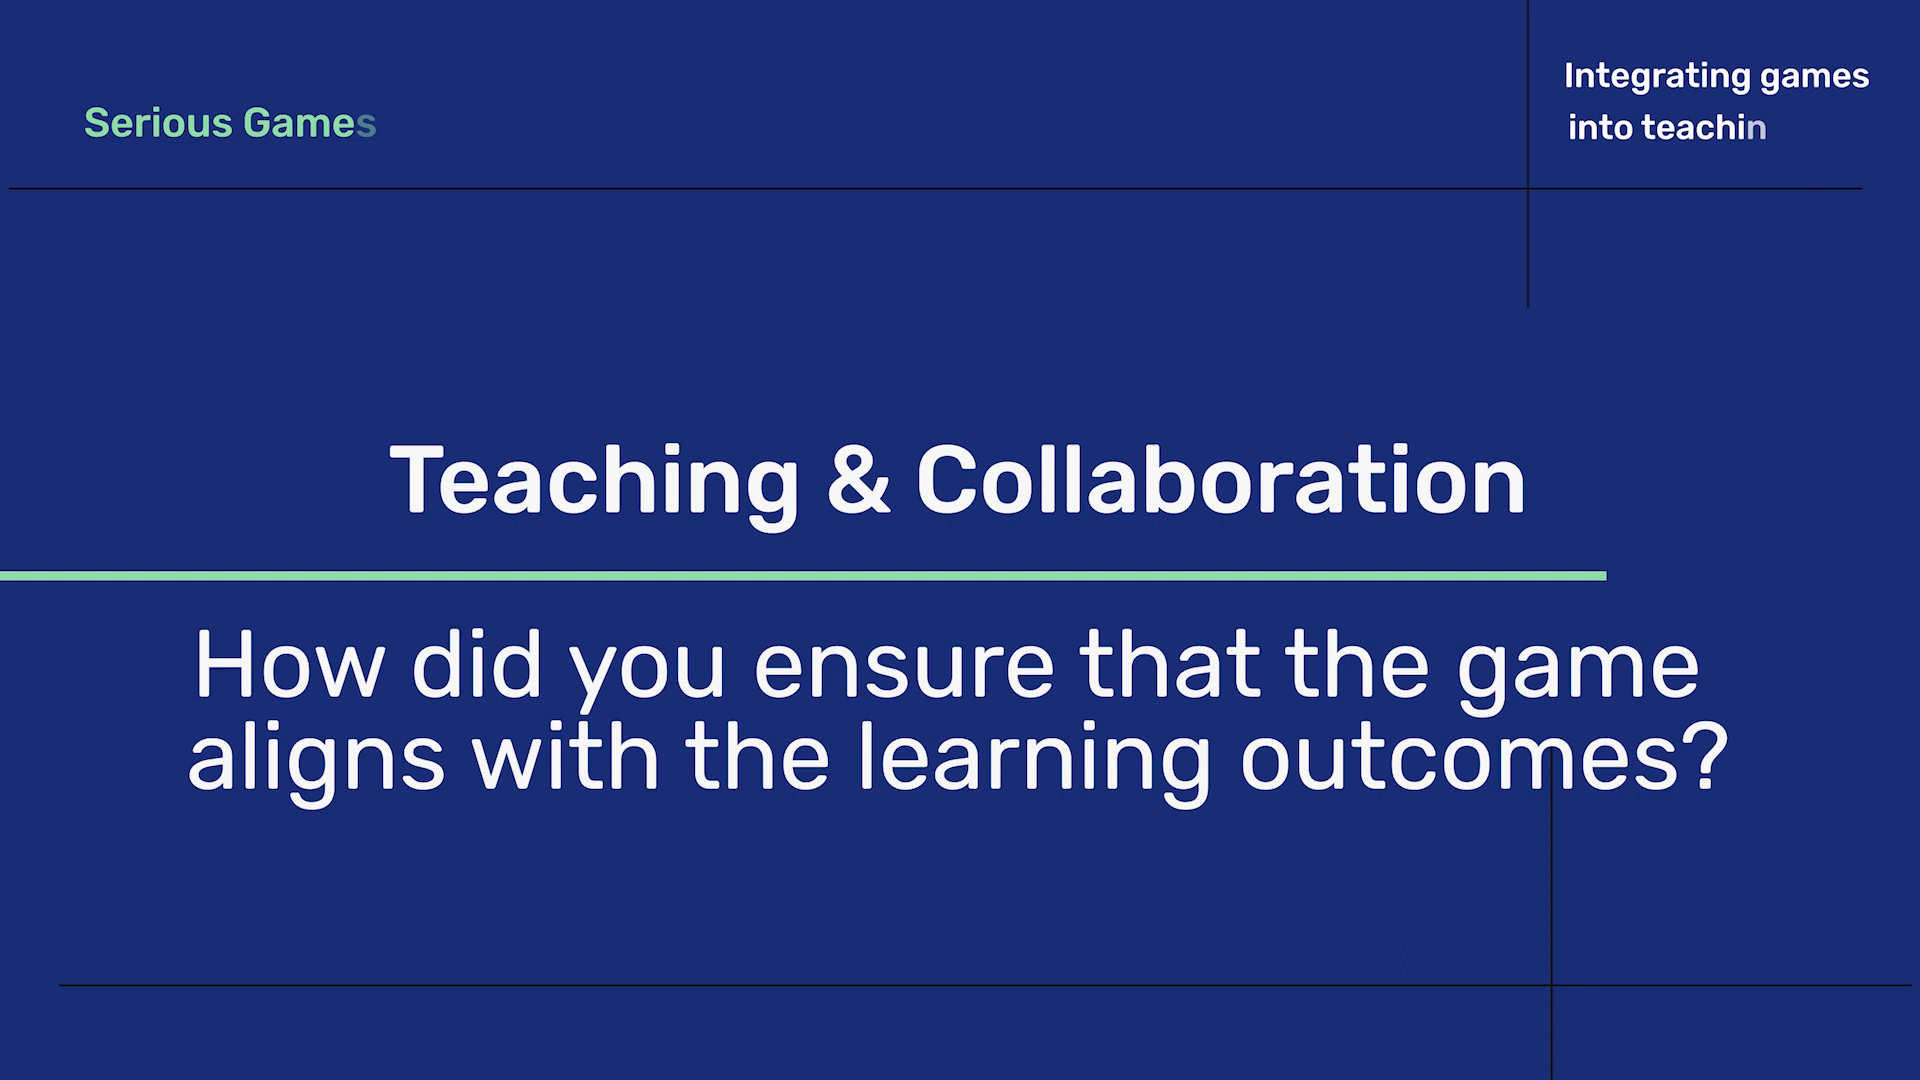 Serious Games
Integrating games
into teachin
Teaching & Collaboration
How did you ensure that the game
aligns with the learning outcomes?